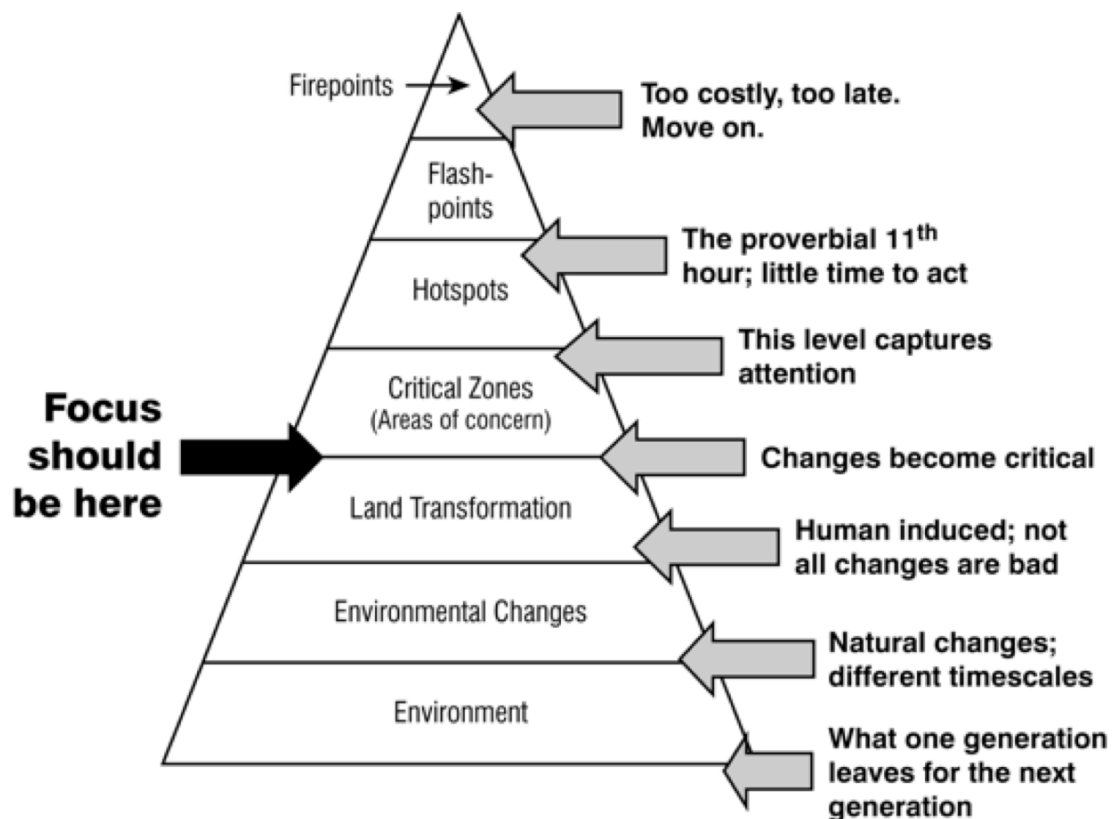 Firepoints
Too costly, too late.
Move on.
Flash-
points
The proverbial 11th
hour; little time to act
Hotspots
This level captures
attention
Critical Zones
(Areas of concern)
Focus
should
be here
Changes become critical
Land Transformation
Human induced; not
all changes are bad
Environmental Changes
Natural changes;
different timescales
Environment
What one generation
leaves for the next
generation